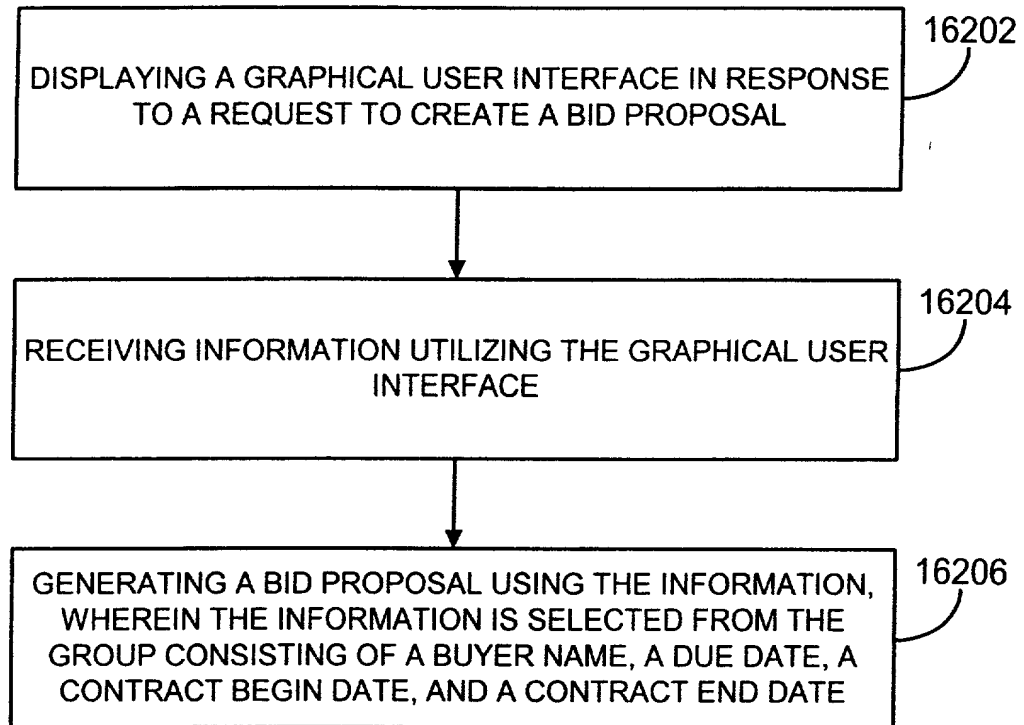 16202
DISPLAYING A GRAPHICAL USER INTERFACE IN RESPONSE
TO A REQUEST TO CREATE A BID PROPOSAL
16204
RECEIVING INFORMATION UTILIZING THE GRAPHICAL USER
INTERFACE
16206
GENERATING A BID PROPOSAL USING THE INFORMATION,
WHEREIN THE INFORMATION IS SELECTED FROM THE
GROUP CONSISTING OF A BUYER NAME, A DUE DATE, A
CONTRACT BEGIN DATE, AND A CONTRACT END DATE